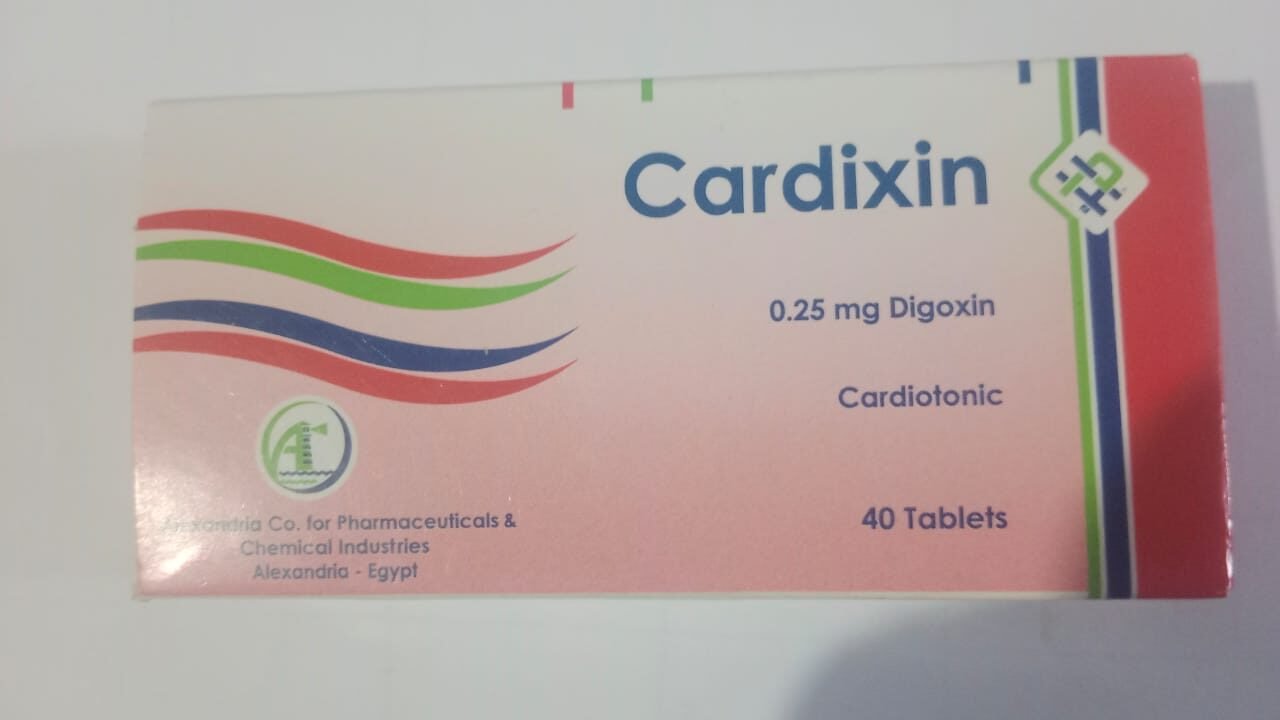 Cardixin
0.25 mg Digoxin
Cardiotonic
40 Tablets
Alexandria Co. for Pharmaceuticals &
Chemical Industries
Alexandria - Egypt